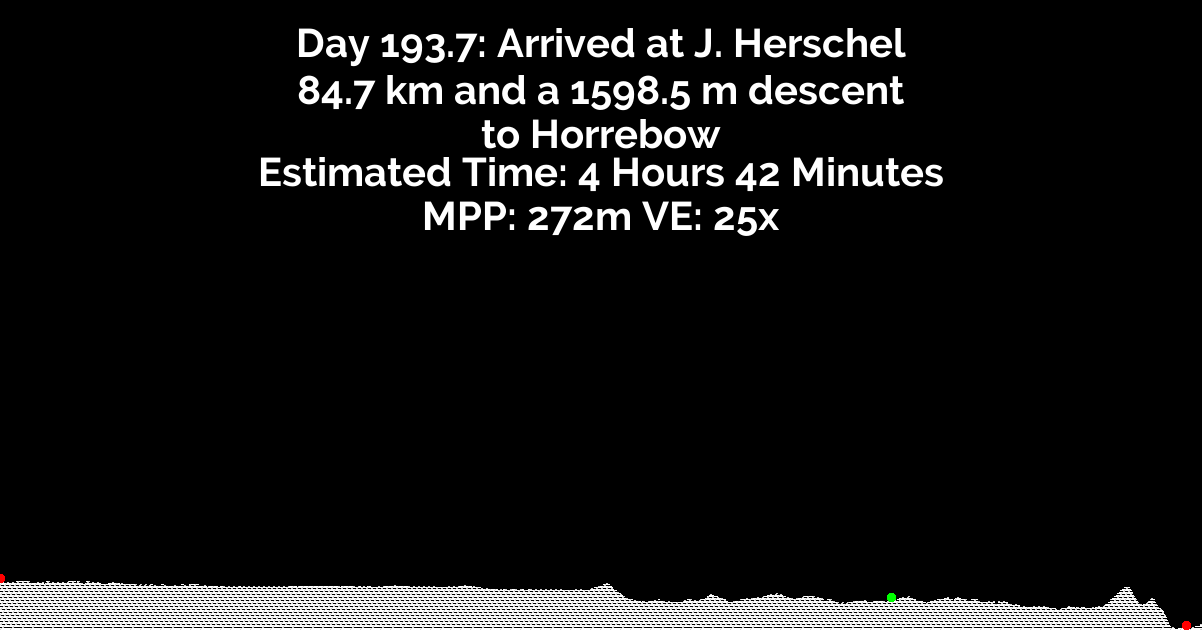 Day 193.7: Arrived at J. Herschel
84.7 km and a 1598.5 m descent
to Horrebow
Estimated Time: 4 Hours 42 Minutes
MPP: 272m VE: 25x